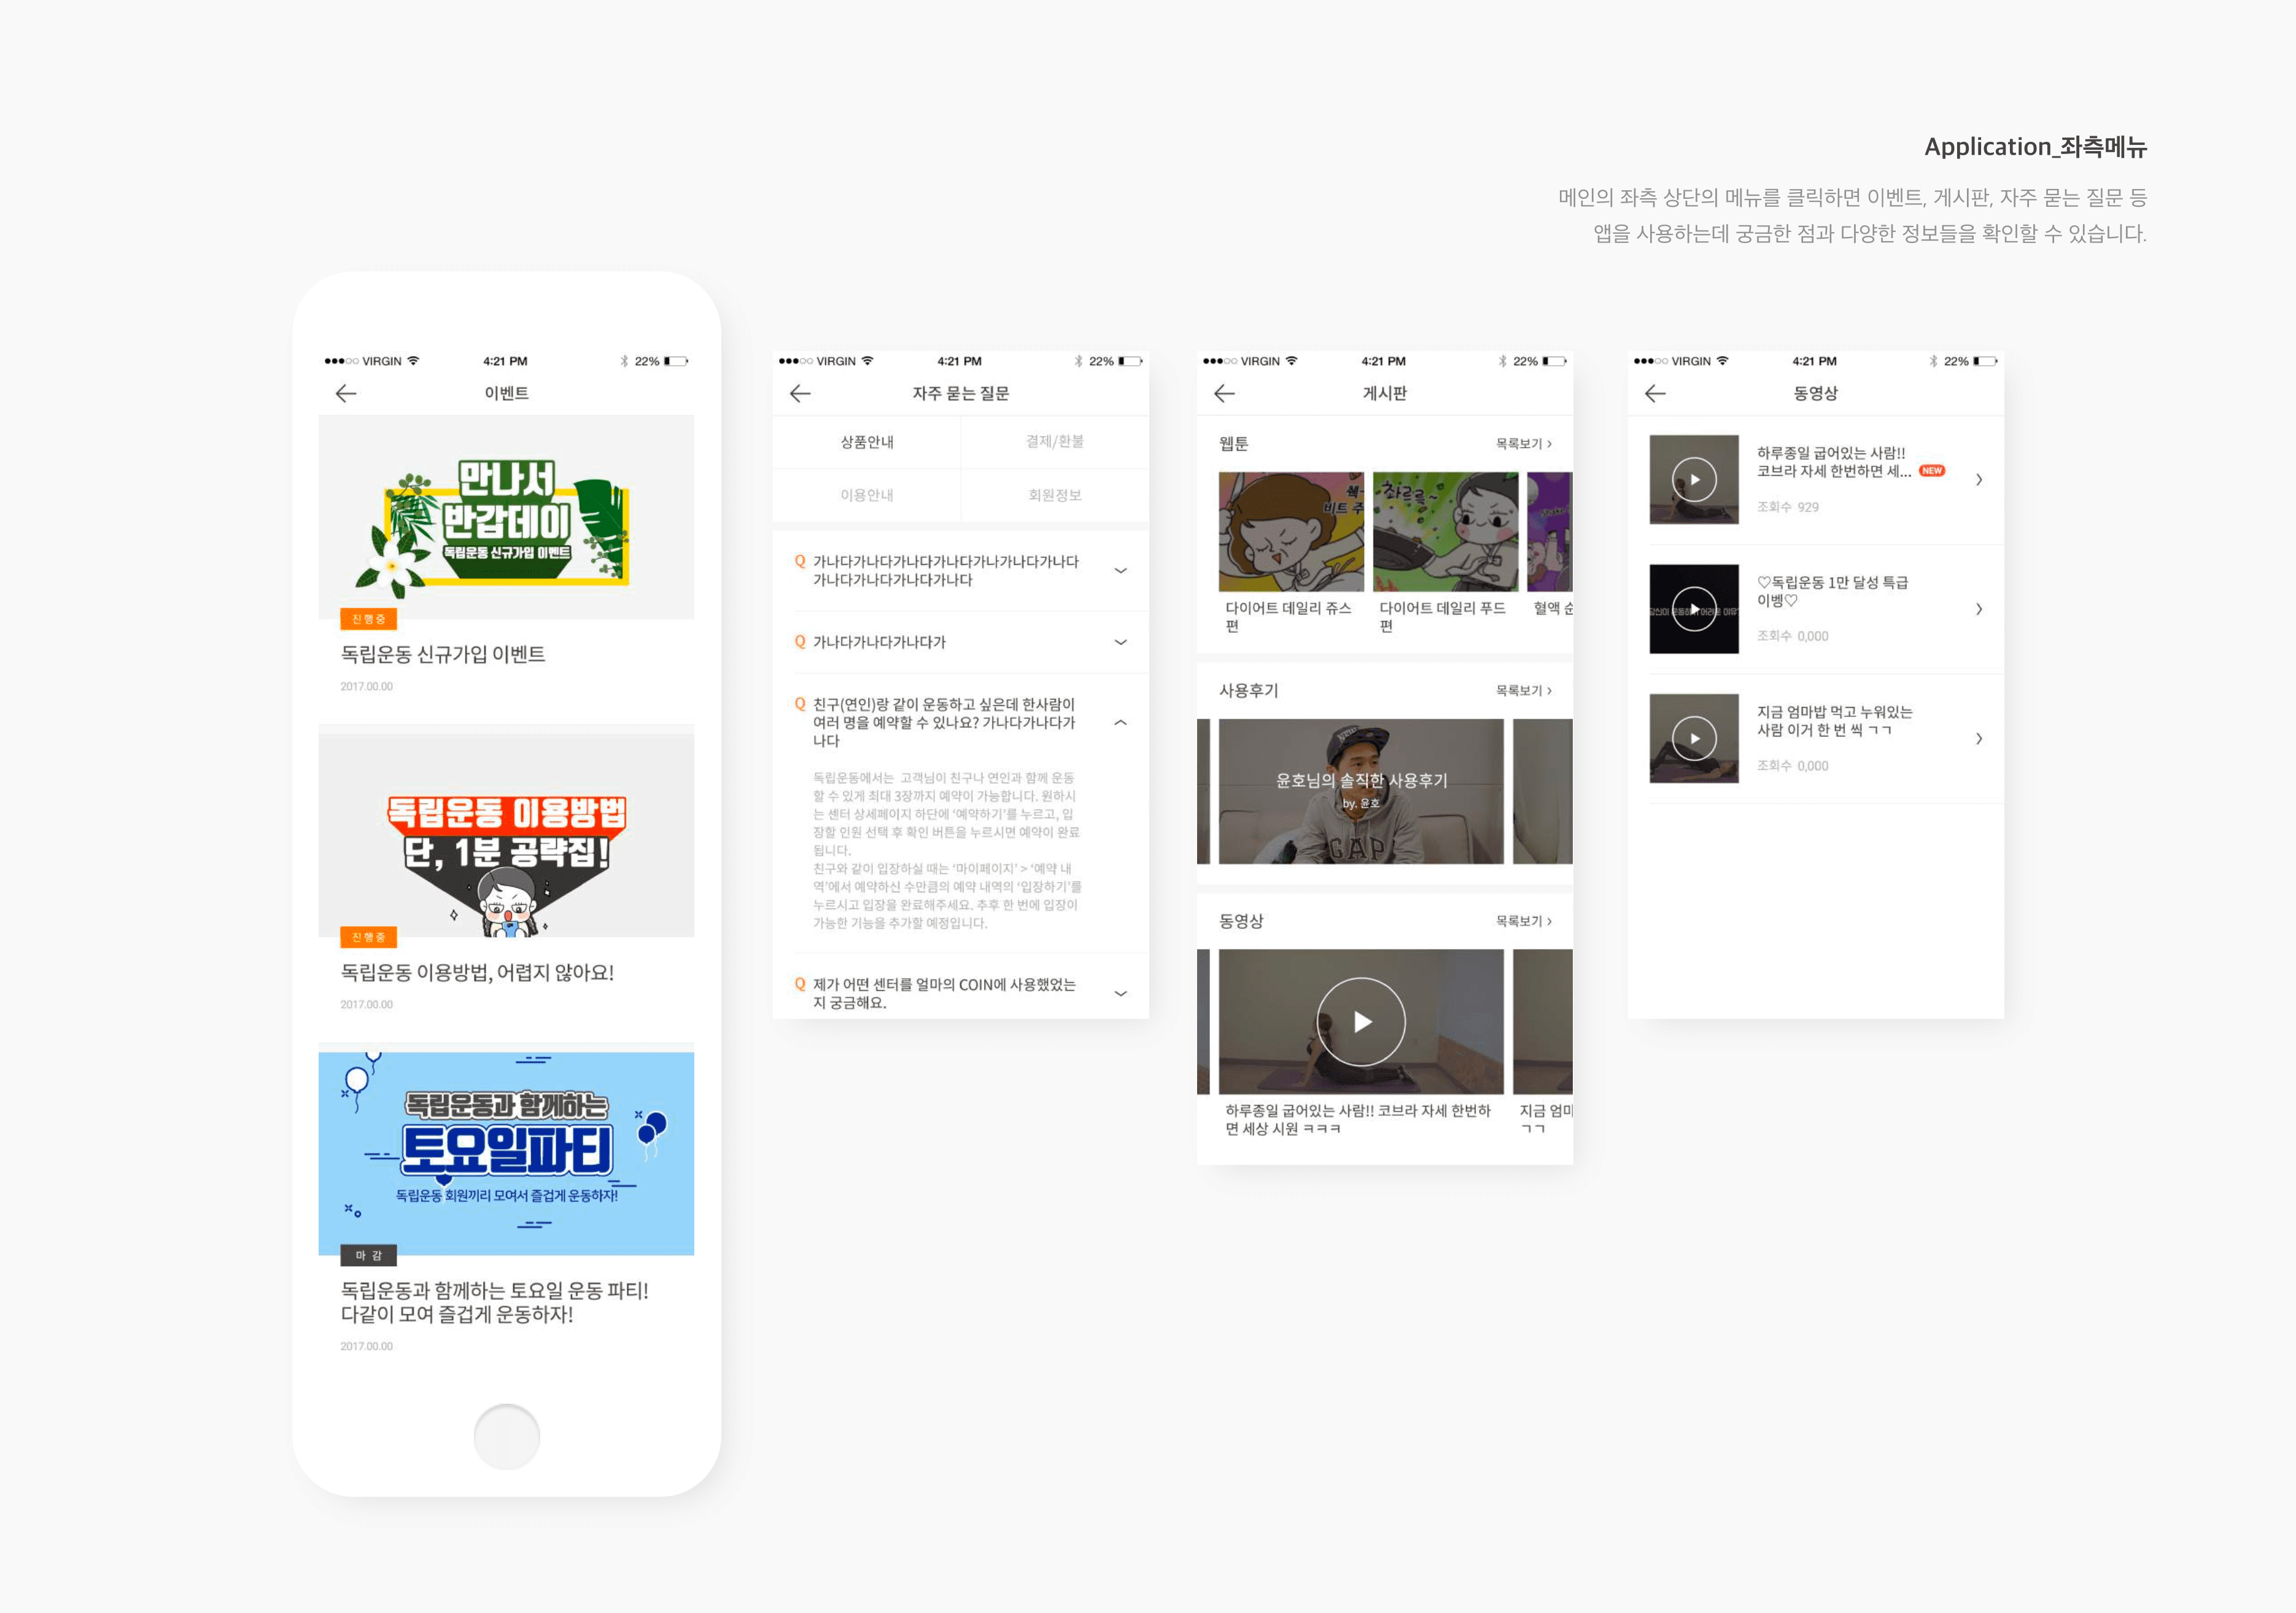 Application_좌측메뉴
메인의 좌측 상단의 메뉴를 클릭하면 이벤트, 게시판, 자주 묻는 질문 등
앱을 사용하는데 궁금한 점과 다양한 정보들을 확인할 수 있습니다.
VIRGIN 4:21 PM 22%
이벤트
만나서
반갑데이
독립운동 신규가입 이벤트
진행중
독립운동 신규가입 이벤트
2017.00.00
독립운동 이용방법
단, 1분 공략집!
진행중
독립운동 이용방법, 어렵지 않아요!
2017.00.00
독립운동과 함께하는
토요일파티
독립운동 회원끼리 모여서 즐겁게 운동하자!
마감
독립운동과 함께하는 토요일 운동 파티!
다같이 모여 즐겁게 운동하자!
2017.00.00
VIRGIN 4:21 PM 22%
자주 묻는 질문
상품안내 결제/환불
이용안내 회원정보
Q 가나다가나다가나다가나다가나가나다가나다
가나다가나다가나다가나다
Q 가나다가나다가나다가
Q 친구(연인)랑 같이 운동하고 싶은데 한사람이
여러 명을 예약할 수 있나요? 가나다가나다가
나다
독립운동에서는 고객님이 친구나 연인과 함께 운동
할 수 있게 최대 3장까지 예약이 가능합니다. 원하시
는 센터 상세페이지 하단에 ‘예약하기’를 누르고, 입
장할 인원 선택 후 확인 버튼을 누르시면 예약이 완료
됩니다.
친구와 같이 입장하실 때는 ‘마이페이지’ > ‘예약 내
역’에서 예약하신 수만큼의 예약 내역의 ‘입장하기’를
누르시고 입장을 완료해주세요. 추후 한 번에 입장이
가능한 기능을 추가할 예정입니다.
Q 제가 어떤 센터를 얼마의 COIN에 사용했었는
지 궁금해요.
VIRGIN 4:21 PM 22%
게시판
웹툰 목록보기 >
쉐-
비트 주
촤르르~
Shake
다이어트 데일리 쥬스
편
다이어트 데일리 푸드
편
혈액 순
사용후기 목록보기 >
NEW
윤호님의 솔직한 사용후기
by. 윤호
GAP
동영상 목록보기 >
하루종일 굽어있는 사람!! 코브라 자세 한번하
면 세상 시원 ㅋㅋㅋ
지금 엄마
ㄱㄱ
VIRGIN 4:21 PM 22%
동영상
하루종일 굽어있는 사람!!
코브라 자세 한번하면 세... NEW
조회수 929
♡독립운동 1만 달성 특급
이벵♡
조회수 0,000
지금 엄마밥 먹고 누워있는
사람 이거 한 번 씩 ㄱㄱ
조회수 0,000